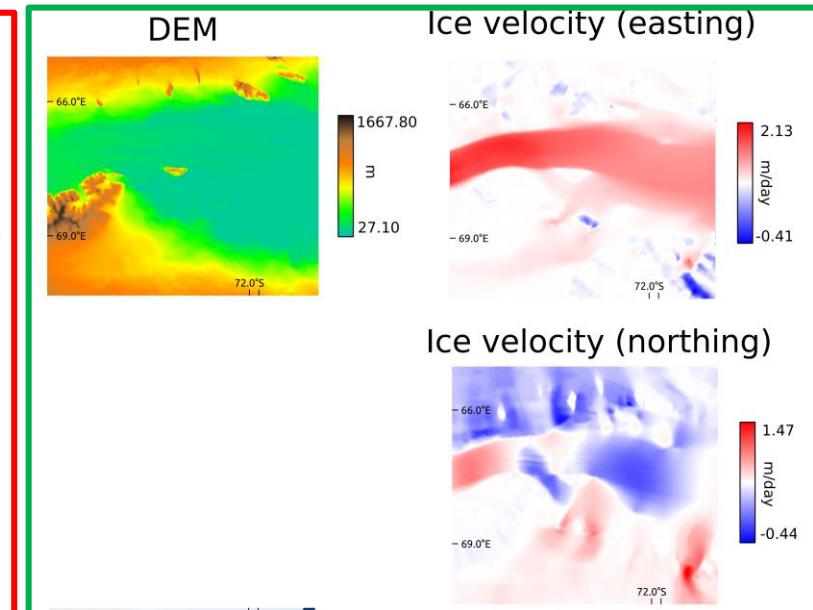 DEM
66.0°E
69.0°E
72.0°S
1667.80
m
27.10
Ice velocity (easting)
66.0°E
69.0°E
72.0°S
2.13
m/day
-0.41
Ice velocity (northing)
66.0°E
69.0°E
72.0°S
1.47
m/day
-0.44